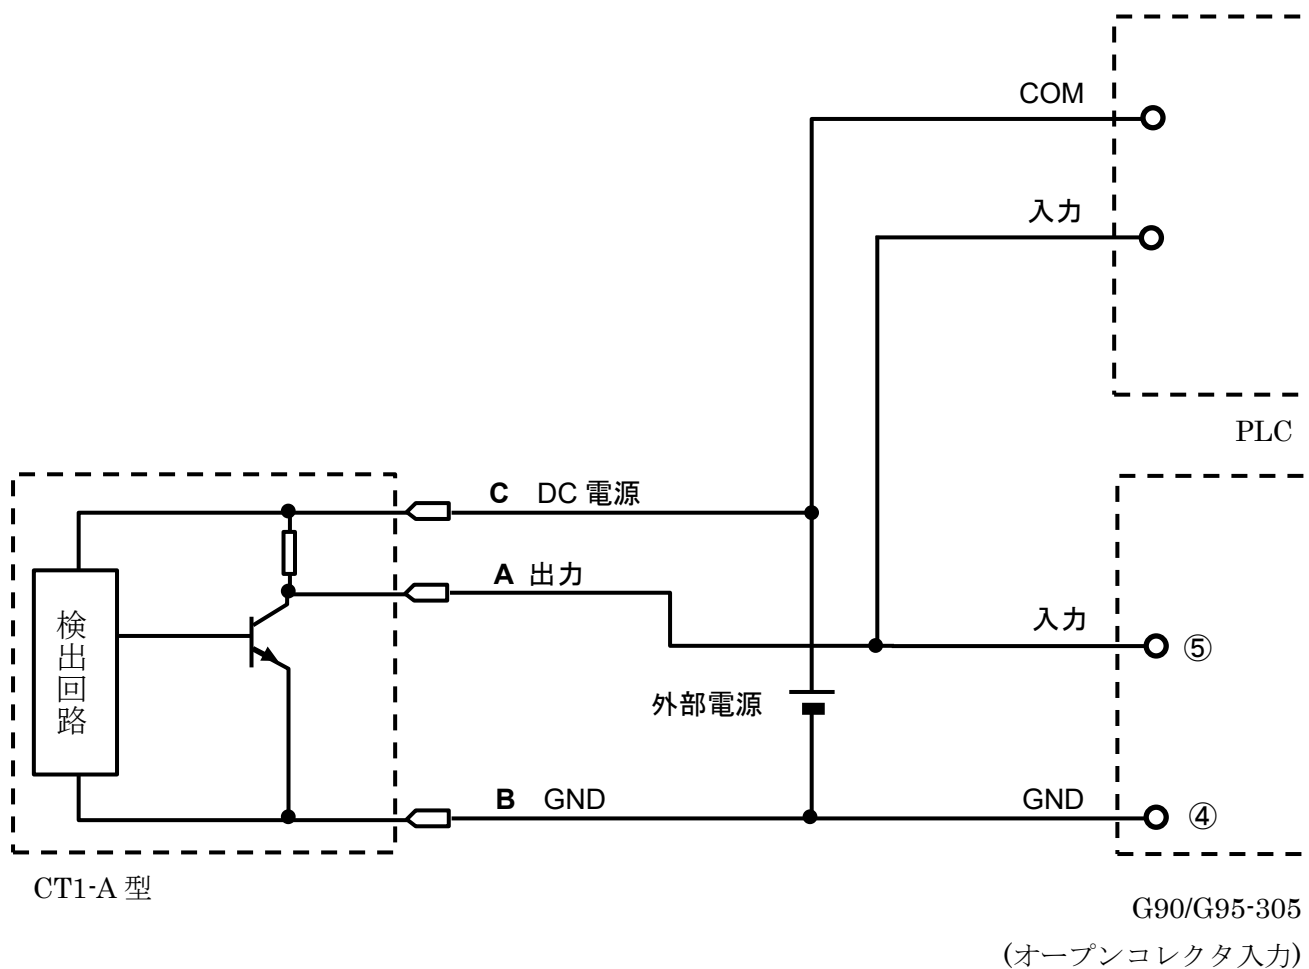 COM
入力
PLC
C DC 電源
A 出力
入力
⑤
検出回路
外部電源
B GND
GND
④
CT1-A 型
G90/G95-305
(オープンコレクタ入力)